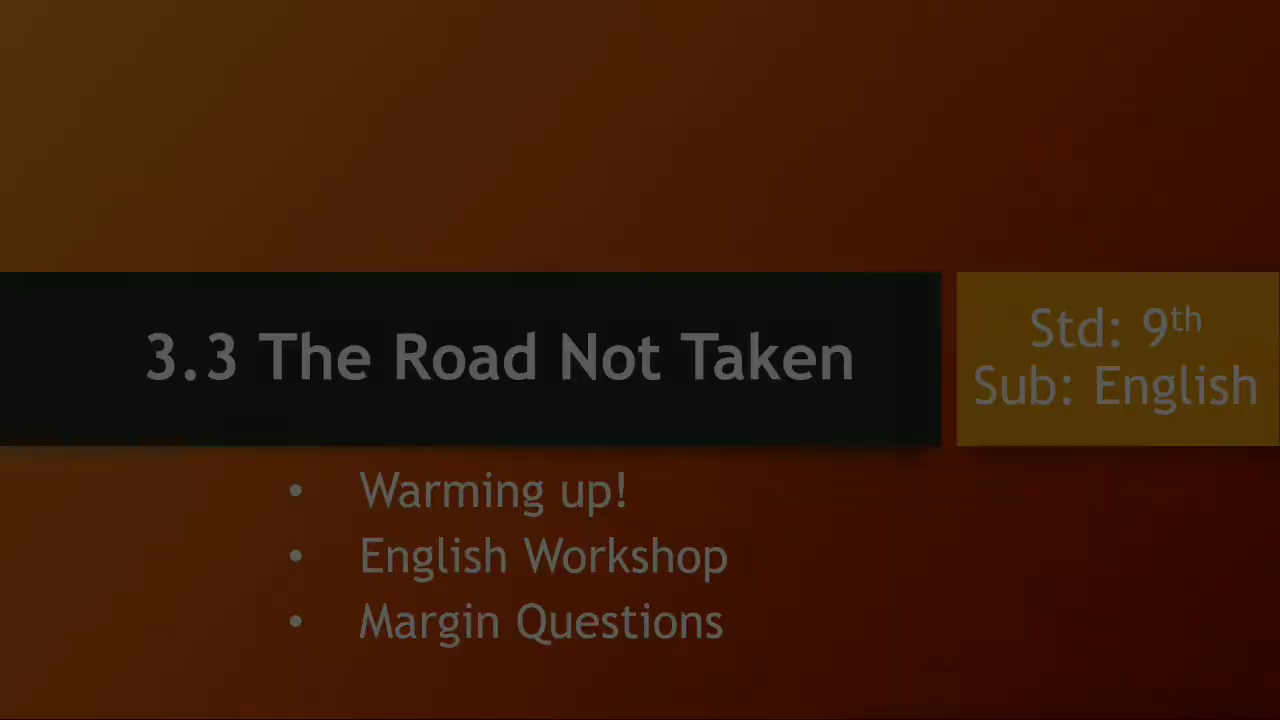 3.3 The Road Not Taken
Std: 9th
Sub: English
• Warming up!
• English Workshop
• Margin Questions